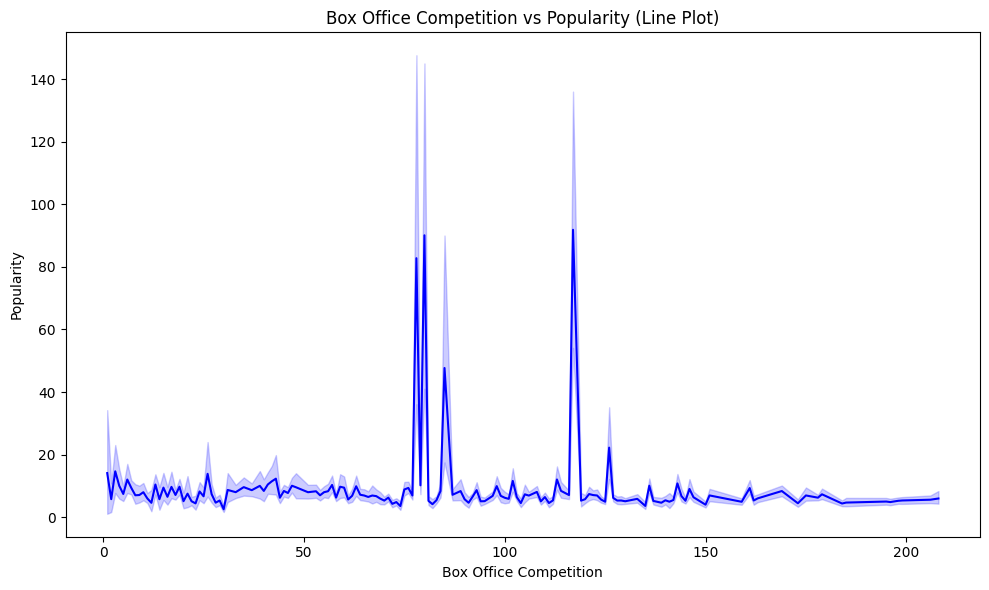 Box Office Competition vs Popularity (Line Plot)
140
120
100
80
60
40
20
0
Popularity
0 50 100 150 200
Box Office Competition